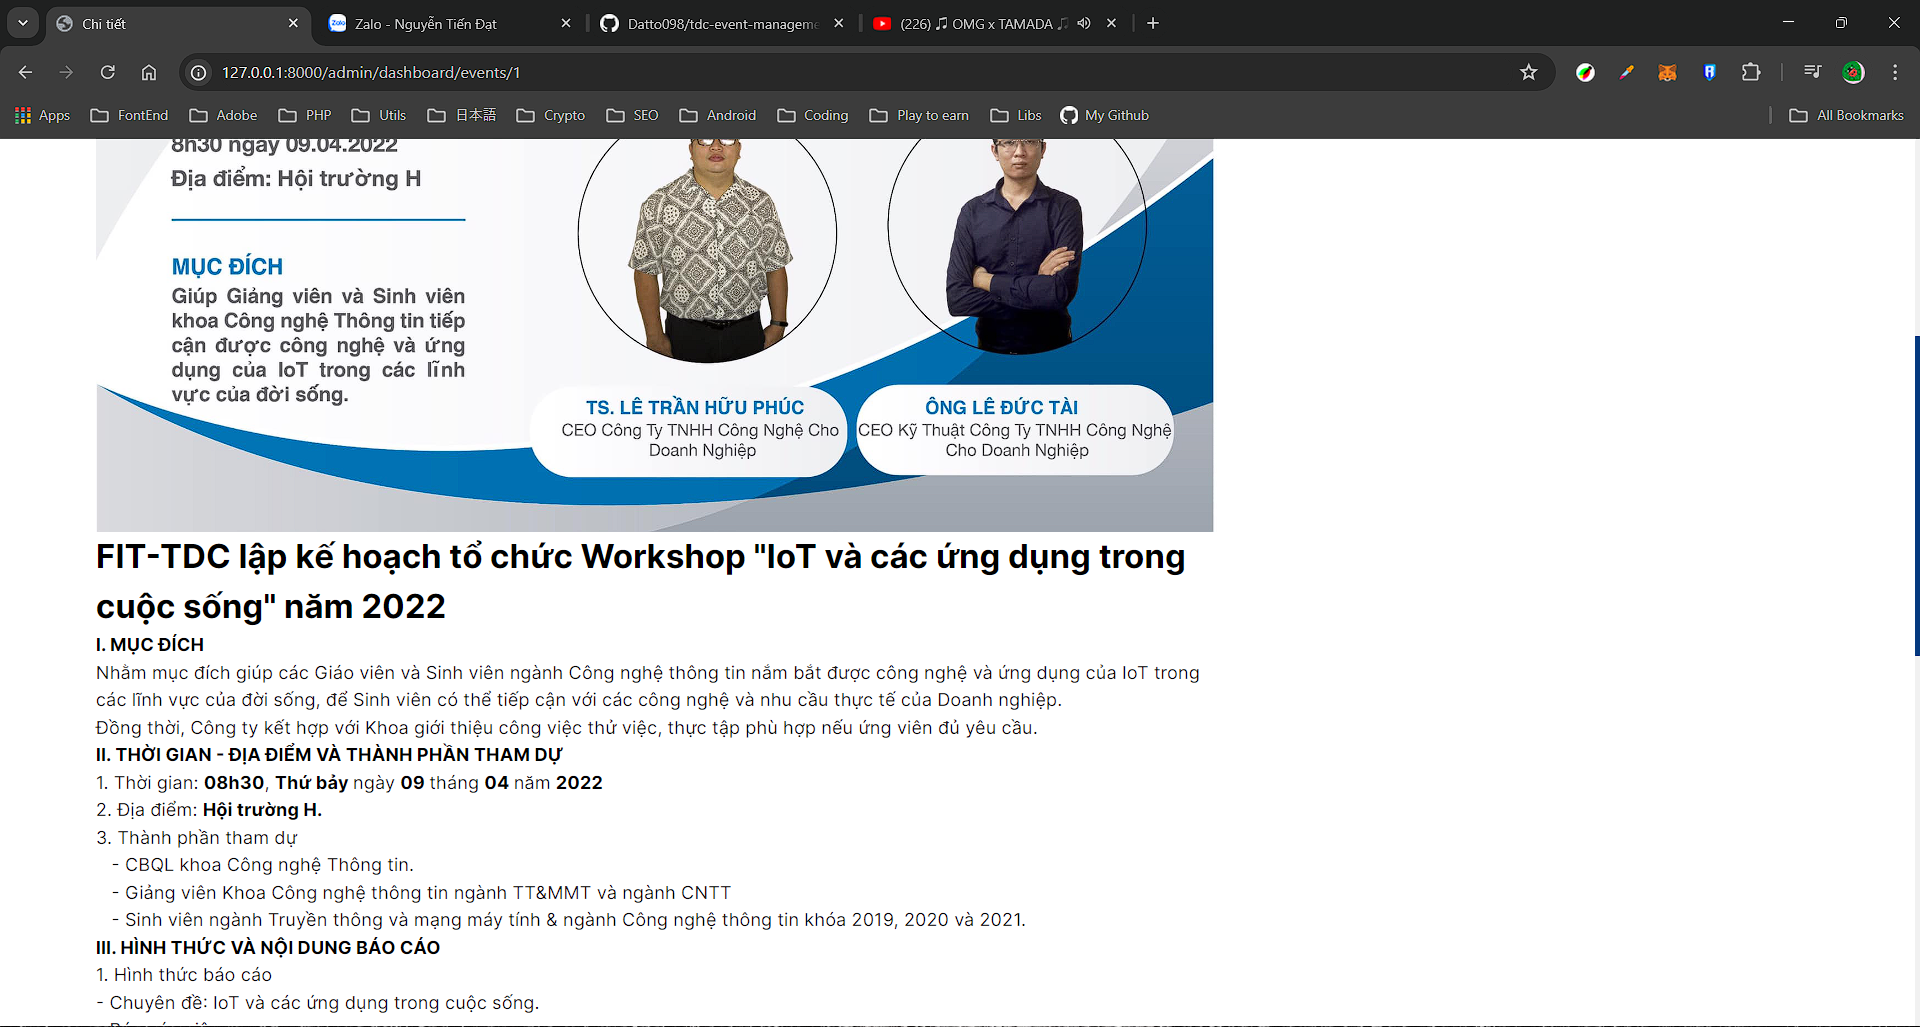 Chi tiết
Zalo - Nguyễn Tiến Đạt
Datto098/tdc-event-manageme
(226) 🎵 OMG x TAMADA 🎵
127.0.0.1:8000/admin/dashboard/events/1
Apps
FontEnd
Adobe
PHP
Utils
日本語
Crypto
SEO
Android
Coding
Play to earn
Libs
My Github
All Bookmarks
8h30 ngày 09.04.2022
Địa điểm: Hội trường H
MỤC ĐÍCH
Giúp Giảng viên và Sinh viên
khoa Công nghệ Thông tin tiếp
cận được công nghệ và ứng
dụng của IoT trong các lĩnh
vực của đời sống.
TS. LÊ TRẦN HỮU PHÚC
CEO Công Ty TNHH Công Nghệ Cho
Doanh Nghiệp
ÔNG LÊ ĐỨC TÀI
CEO Kỹ Thuật Công Ty TNHH Công Nghệ
Cho Doanh Nghiệp
FIT-TDC lập kế hoạch tổ chức Workshop "IoT và các ứng dụng trong
cuộc sống" năm 2022
I. MỤC ĐÍCH
Nhằm mục đích giúp các Giáo viên và Sinh viên ngành Công nghệ thông tin nắm bắt được công nghệ và ứng dụng của IoT trong
các lĩnh vực của đời sống, để Sinh viên có thể tiếp cận với các công nghệ và nhu cầu thực tế của Doanh nghiệp.
Đồng thời, Công ty kết hợp với Khoa giới thiệu công việc thử việc, thực tập phù hợp nếu ứng viên đủ yêu cầu.
II. THỜI GIAN - ĐỊA ĐIỂM VÀ THÀNH PHẦN THAM DỰ
1. Thời gian: 08h30, Thứ bảy ngày 09 tháng 04 năm 2022
2. Địa điểm: Hội trường H.
3. Thành phần tham dự
- CBQL khoa Công nghệ Thông tin.
- Giảng viên Khoa Công nghệ thông tin ngành TT&MMT và ngành CNTT
- Sinh viên ngành Truyền thông và mạng máy tính & ngành Công nghệ thông tin khóa 2019, 2020 và 2021.
III. HÌNH THỨC VÀ NỘI DUNG BÁO CÁO
1. Hình thức báo cáo
- Chuyên đề: IoT và các ứng dụng trong cuộc sống.